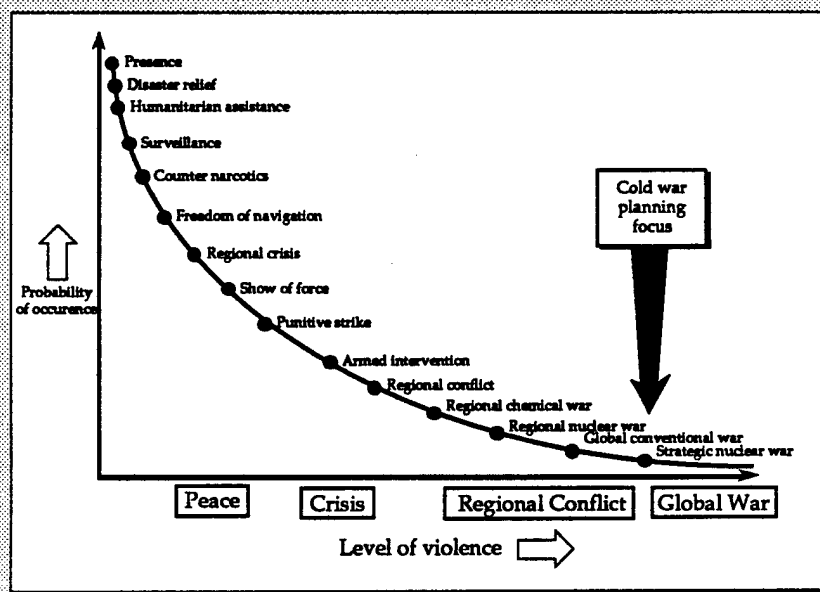 Presence
Disaster relief
Humanitarian assistance
Surveillance
Counter narcotics
Freedom of navigation
Regional crisis
Show of force
Punitive strike
Armed intervention
Regional conflict
Regional chemical war
Regional nuclear war
Global conventional war
Strategic nuclear war
Cold war
planning
focus
Probability
of occurence
Peace
Crisis
Regional Conflict
Global War
Level of violence